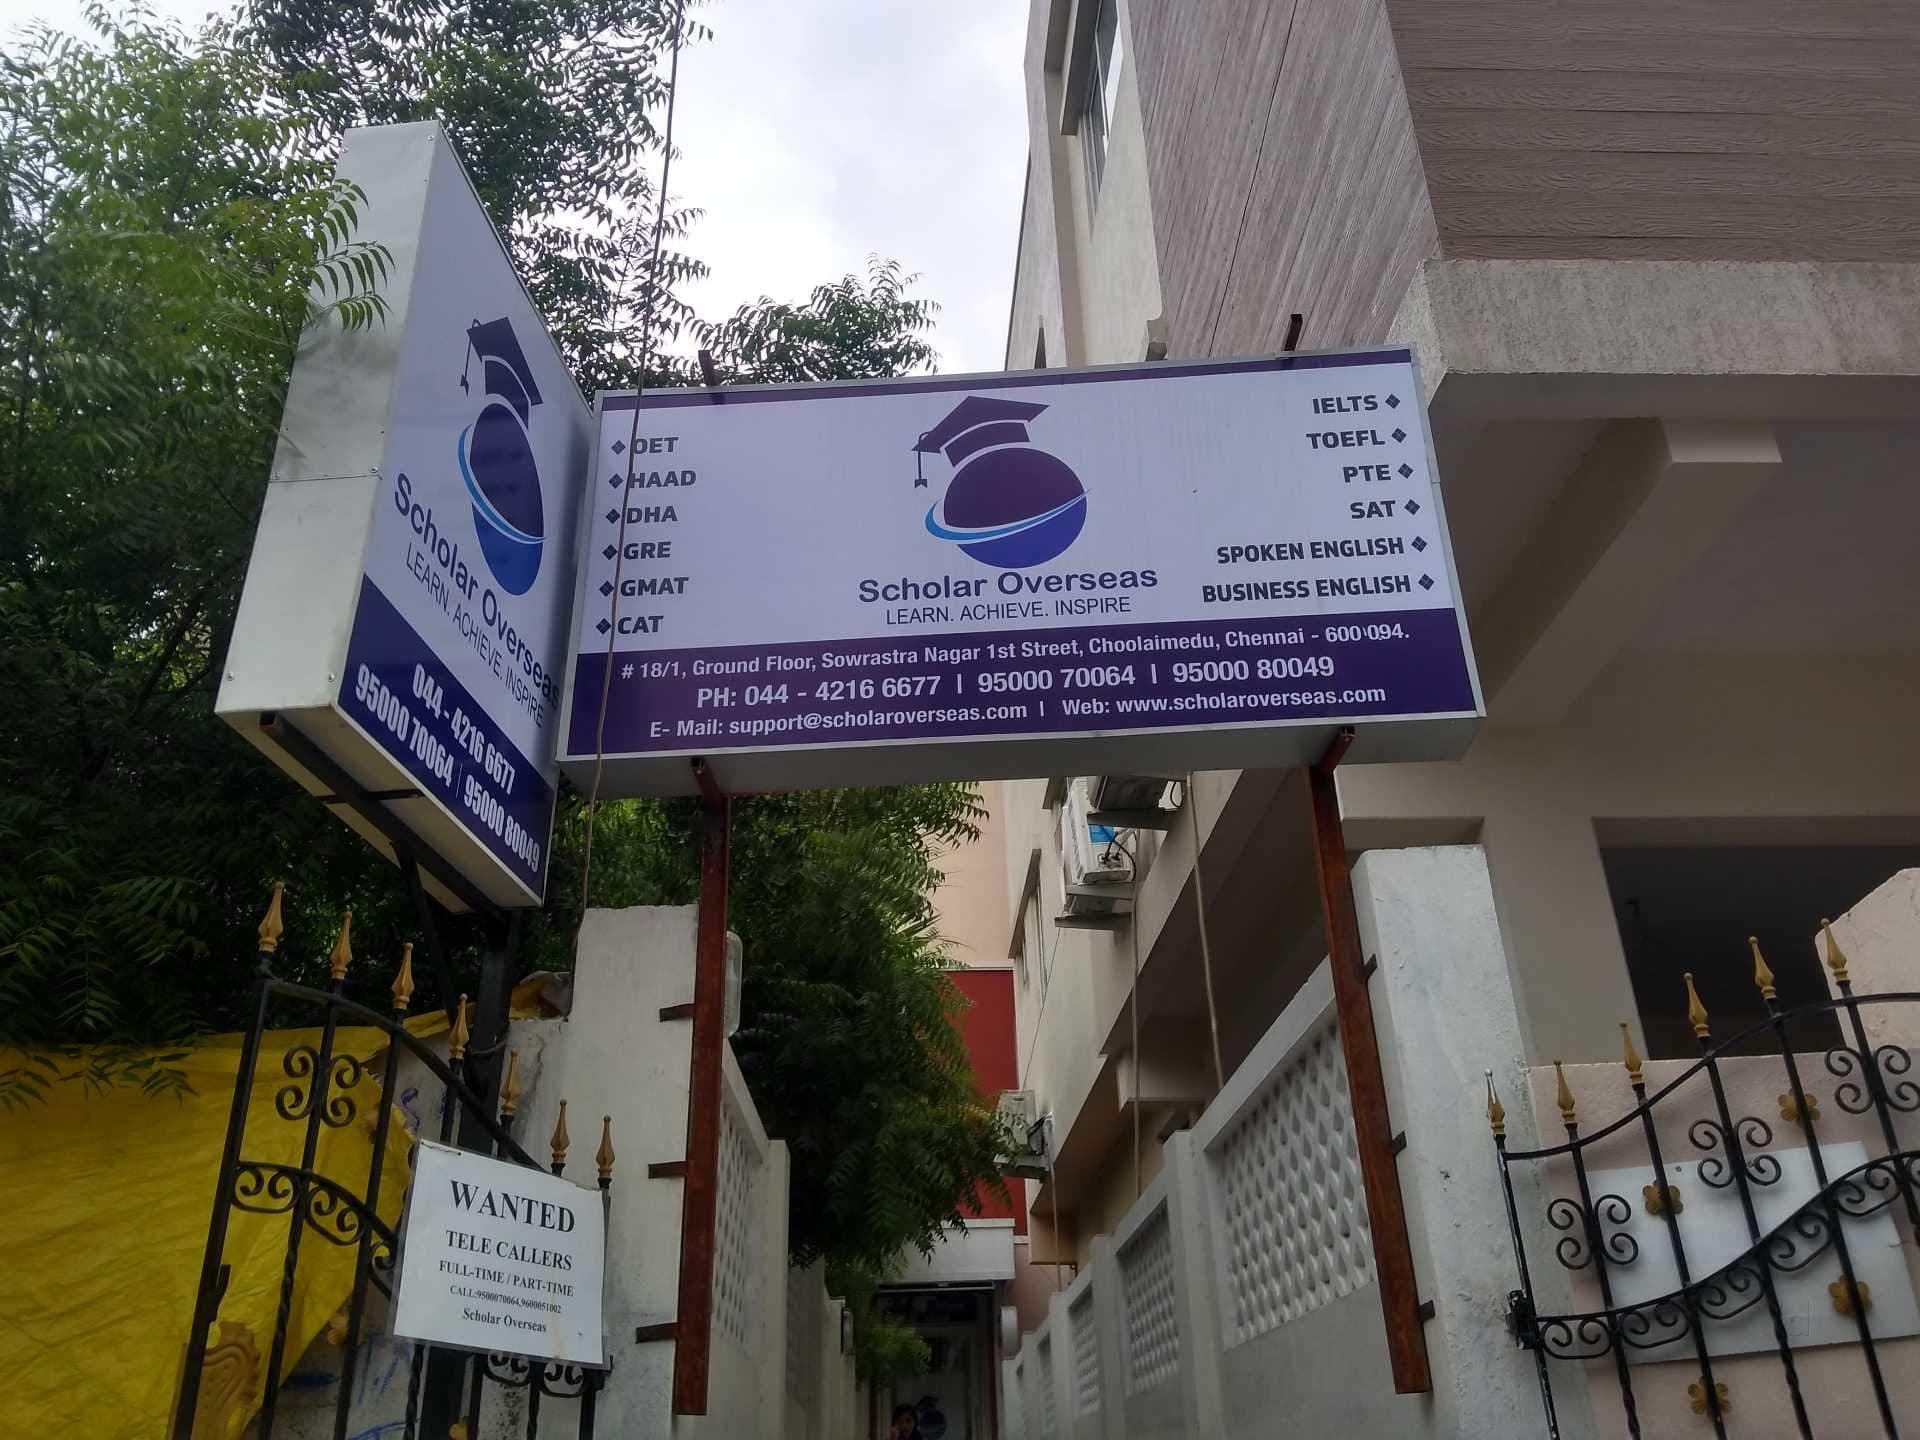 Scholar Overseas
LEARN. ACHIEVE. INSPIRE
044 - 4216 6677
95000 70064 | 95000 80049
OET
HAAD
DHA
GRE
GMAT
CAT
Scholar Overseas
LEARN. ACHIEVE. INSPIRE
IELTS
TOEFL
PTE
SAT
SPOKEN ENGLISH
BUSINESS ENGLISH
# 18/1, Ground Floor, Sowrastra Nagar 1st Street, Choolaimedu, Chennai - 600 094.
PH: 044 - 4216 6677 | 95000 70064 | 95000 80049
E- Mail: support@scholaroverseas.com | Web: www.scholaroverseas.com
WANTED
TELE CALLERS
FULL-TIME / PART-TIME
CALL:9500070064,9600051002
Scholar Overseas